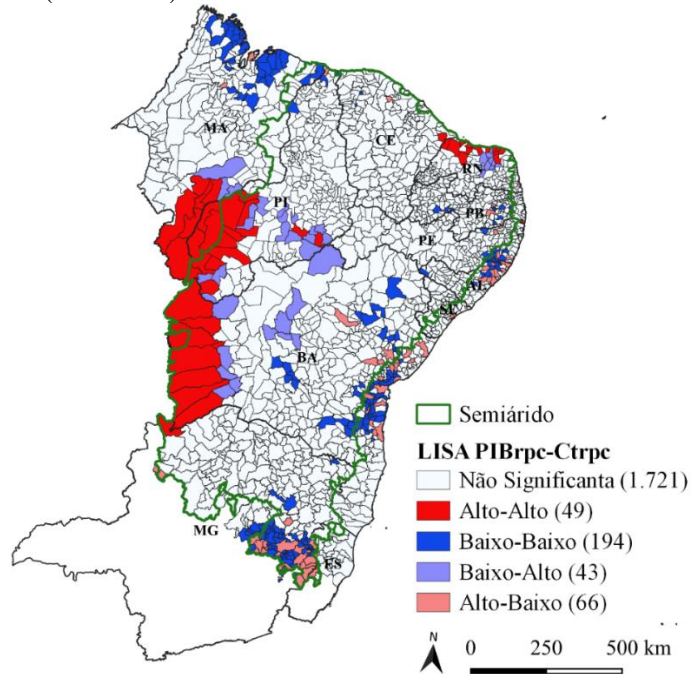 MA
CE
RN
PI
PB
PE
AL
SE
BA
Semiárido
LISA PIBrpc-Ctrpc
Não Significanta (1.721)
Alto-Alto (49)
MG
Baixo-Baixo (194)
ES
Baixo-Alto (43)
Alto-Baixo (66)
N
0 250 500 km